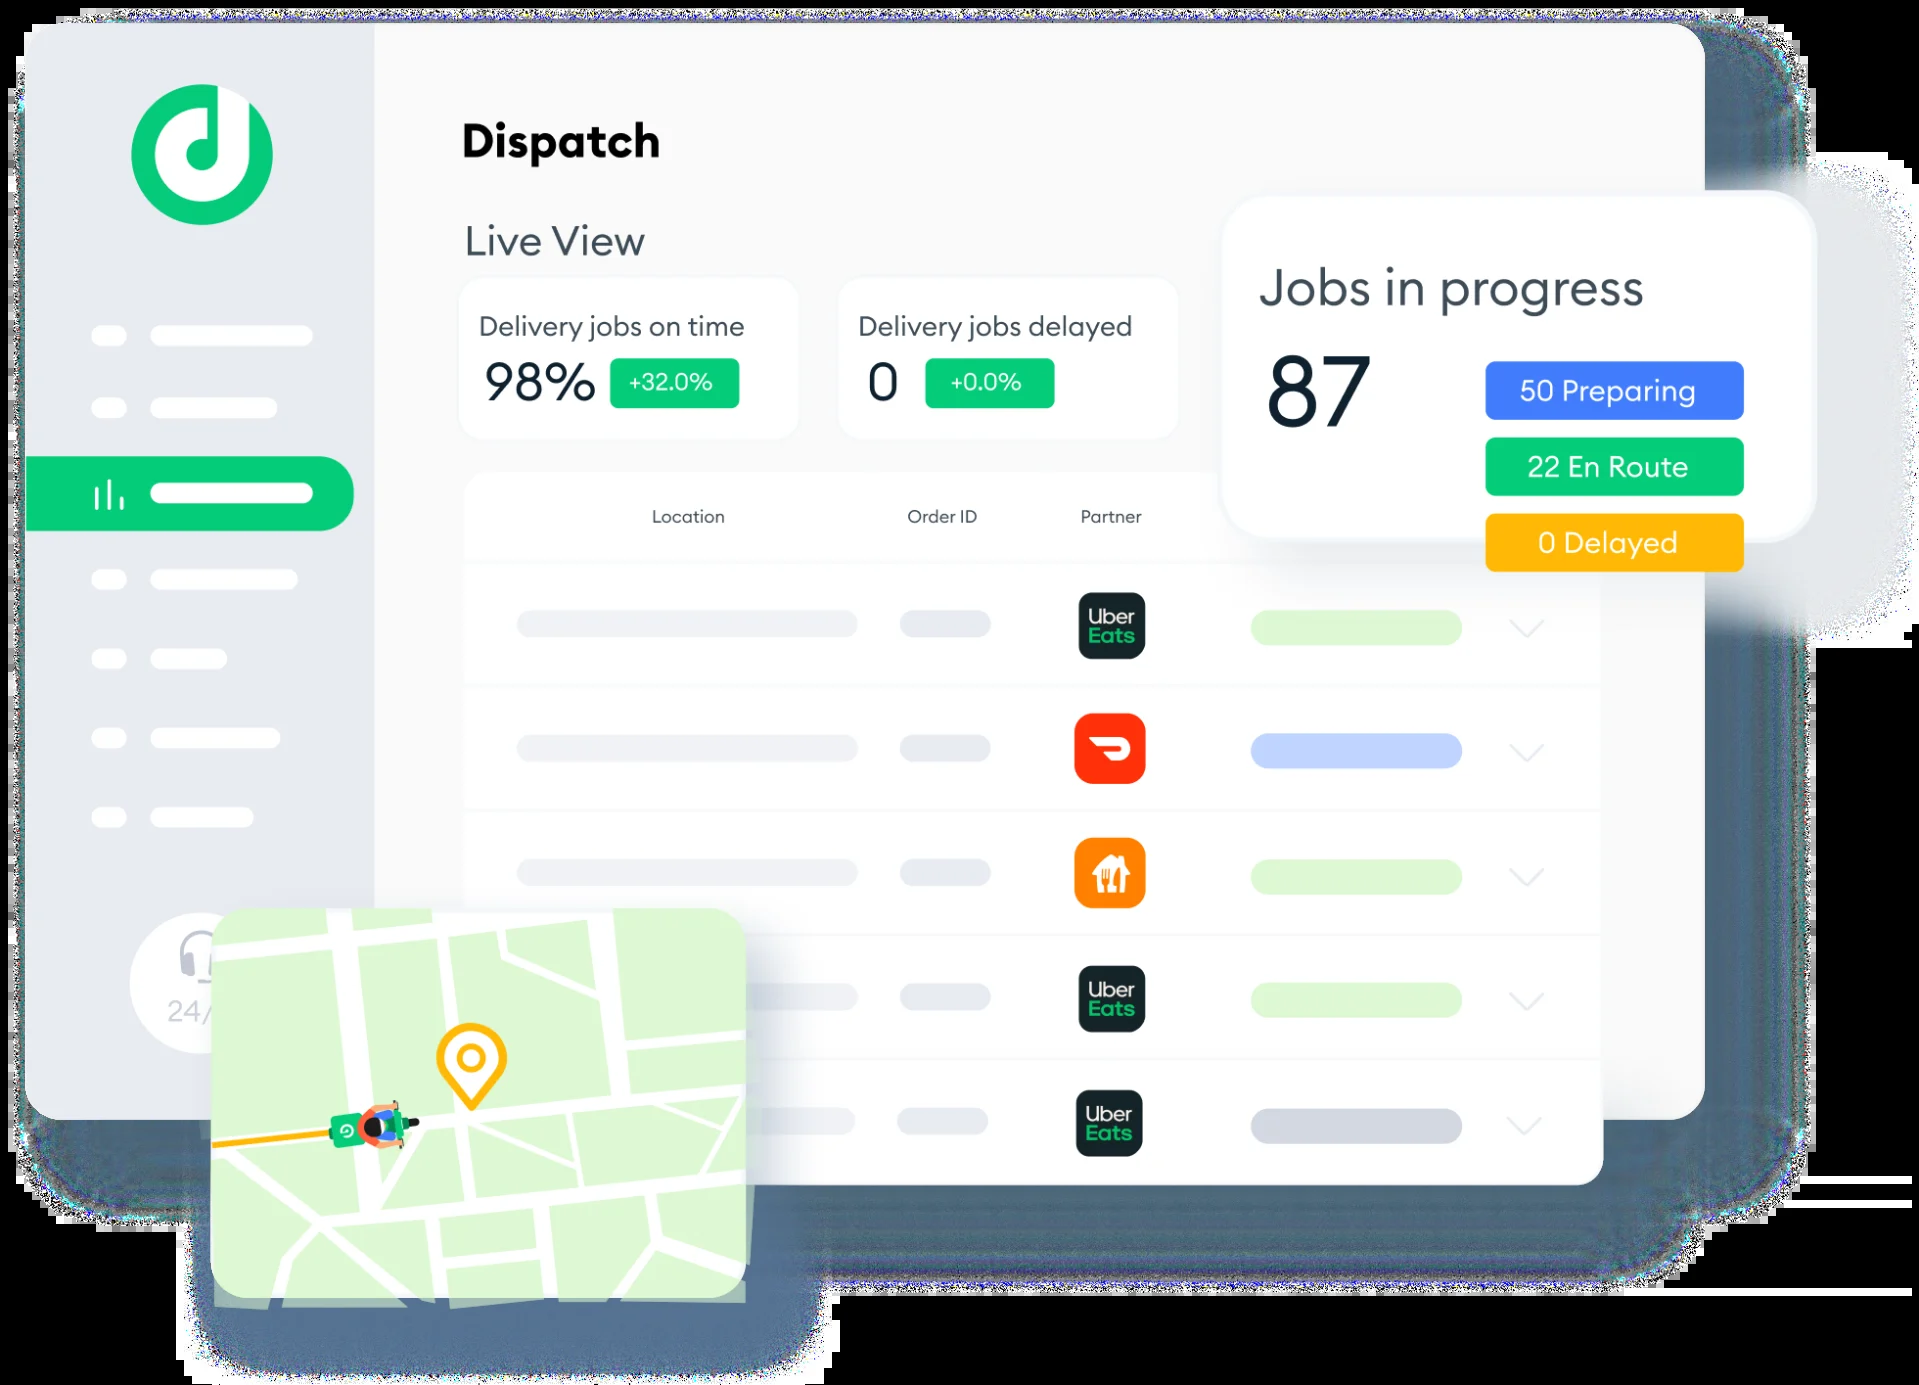 Dispatch
Live View
Delivery jobs on time
98% +32.0%
Delivery jobs delayed
0 +0.0%
Jobs in progress
87
50 Preparing
22 En Route
0 Delayed
Location Order ID Partner
Uber
Eats
Uber
Eats
Uber
Eats
24/